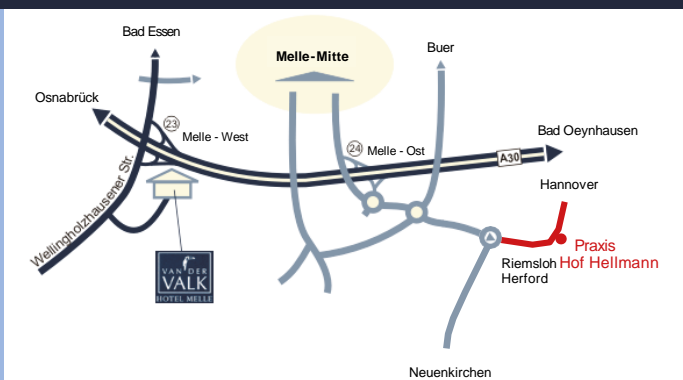 Bad Essen
Melle-Mitte
Buer
Osnabrück
23
Melle - West
24
Melle - Ost
A30
Bad Oeynhausen
Hannover
Wellingholzhausener Str.
VAN DER
VALK
HOTEL MELLE
Praxis
Riemsloh Hof Hellmann
Herford
Neuenkirchen